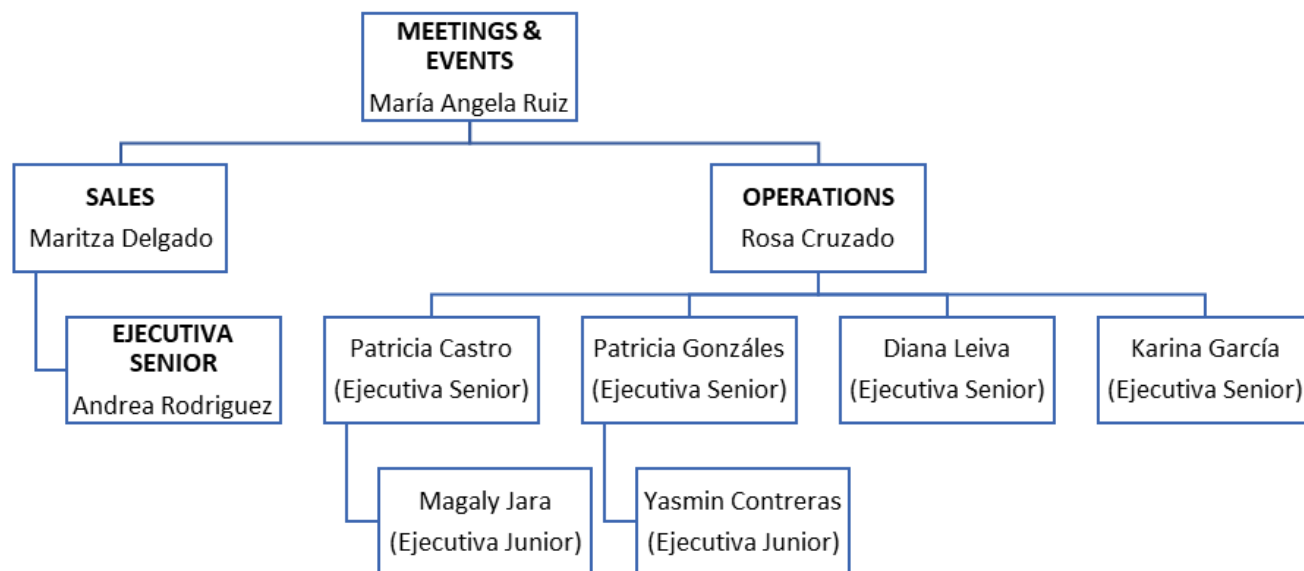 MEETINGS &
EVENTS
María Angela Ruiz
SALES
Maritza Delgado
OPERATIONS
Rosa Cruzado
EJECUTIVA
SENIOR
Andrea Rodriguez
Patricia Castro
(Ejecutiva Senior)
Patricia Gonzáles
(Ejecutiva Senior)
Diana Leiva
(Ejecutiva Senior)
Karina García
(Ejecutiva Senior)
Magaly Jara
(Ejecutiva Junior)
Yasmin Contreras
(Ejecutiva Junior)